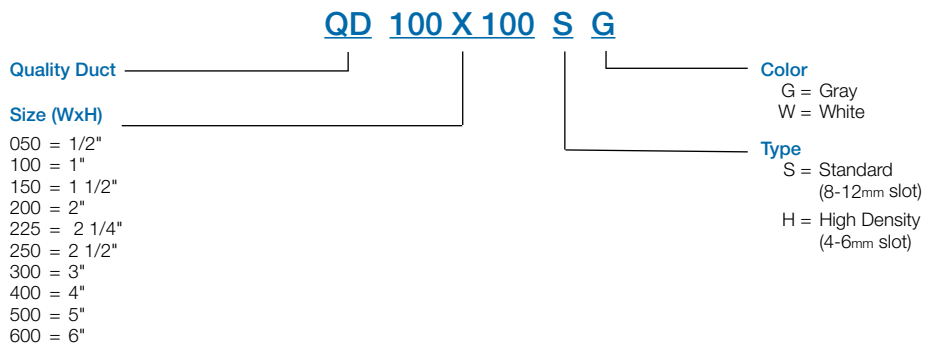 QD 100 X 100 S G
Quality Duct
Size (WxH)
050 = 1/2"
100 = 1"
150 = 1 1/2"
200 = 2"
225 = 2 1/4"
250 = 2 1/2"
300 = 3"
400 = 4"
500 = 5"
600 = 6"
Color
G = Gray
W = White
Type
S = Standard
(8-12mm slot)
H = High Density
(4-6mm slot)